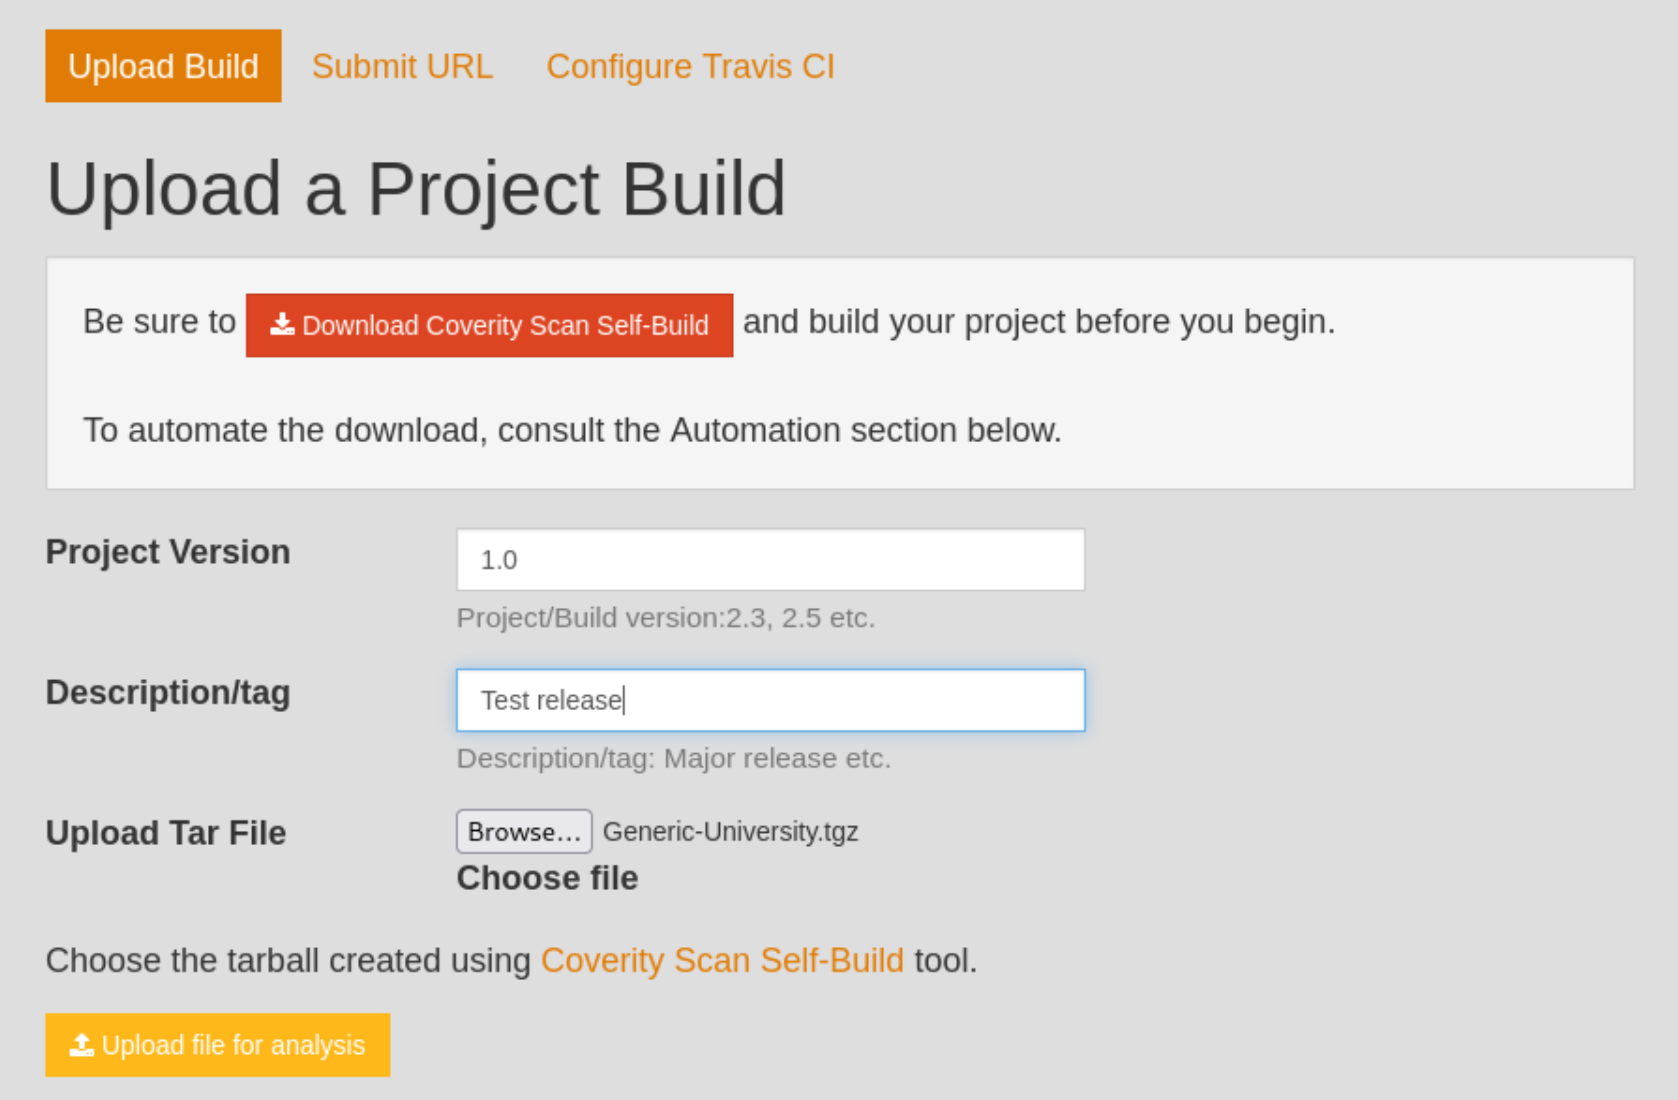 Upload Build Submit URL Configure Travis CI
Upload a Project Build
Be sure to Download Coverity Scan Self-Build and build your project before you begin.
To automate the download, consult the Automation section below.
Project Version 1.0
Project/Build version:2.3, 2.5 etc.
Description/tag Test release
Description/tag: Major release etc.
Upload Tar File Browse... Generic-University.tgz
Choose file
Choose the tarball created using Coverity Scan Self-Build tool.
Upload file for analysis